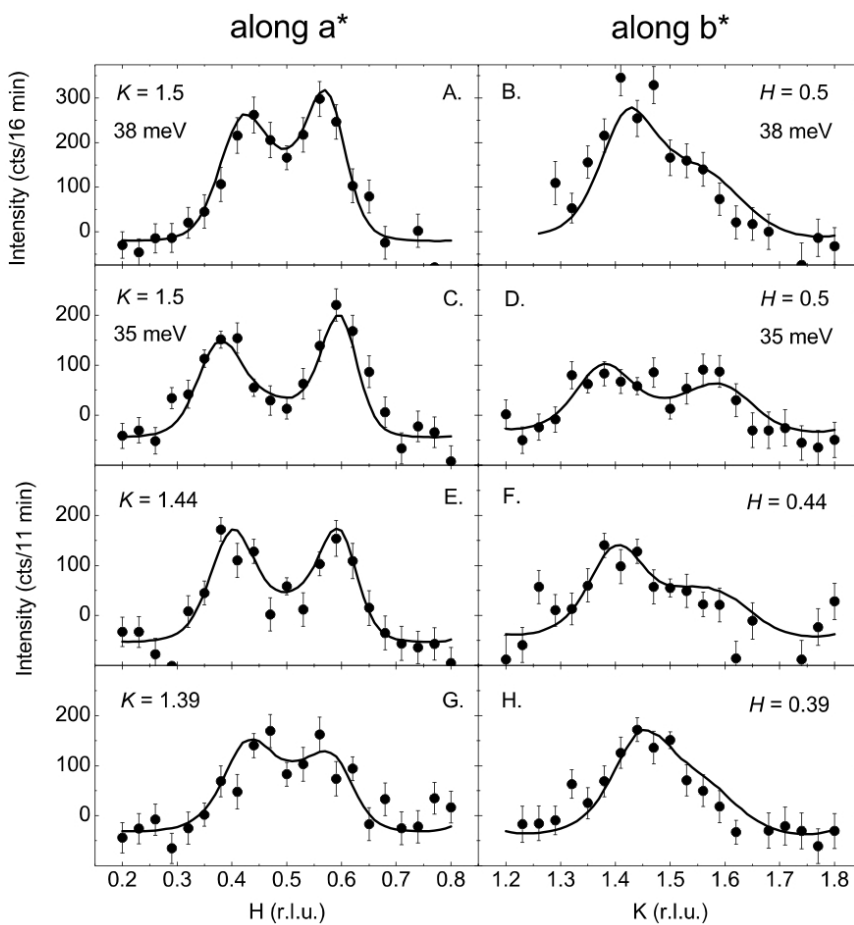 along a*
along b*
K = 1.5
38 meV
A.
B.
H = 0.5
38 meV
300
200
100
0
Intensity (cts/16 min)
K = 1.5
35 meV
C.
D.
H = 0.5
35 meV
200
100
0
K = 1.44
E.
F.
H = 0.44
200
100
0
Intensity (cts/11 min)
K = 1.39
G.
H.
H = 0.39
200
100
0
0.2 0.3 0.4 0.5 0.6 0.7 0.8 1.2 1.3 1.4 1.5 1.6 1.7 1.8
H (r.l.u.)
K (r.l.u.)